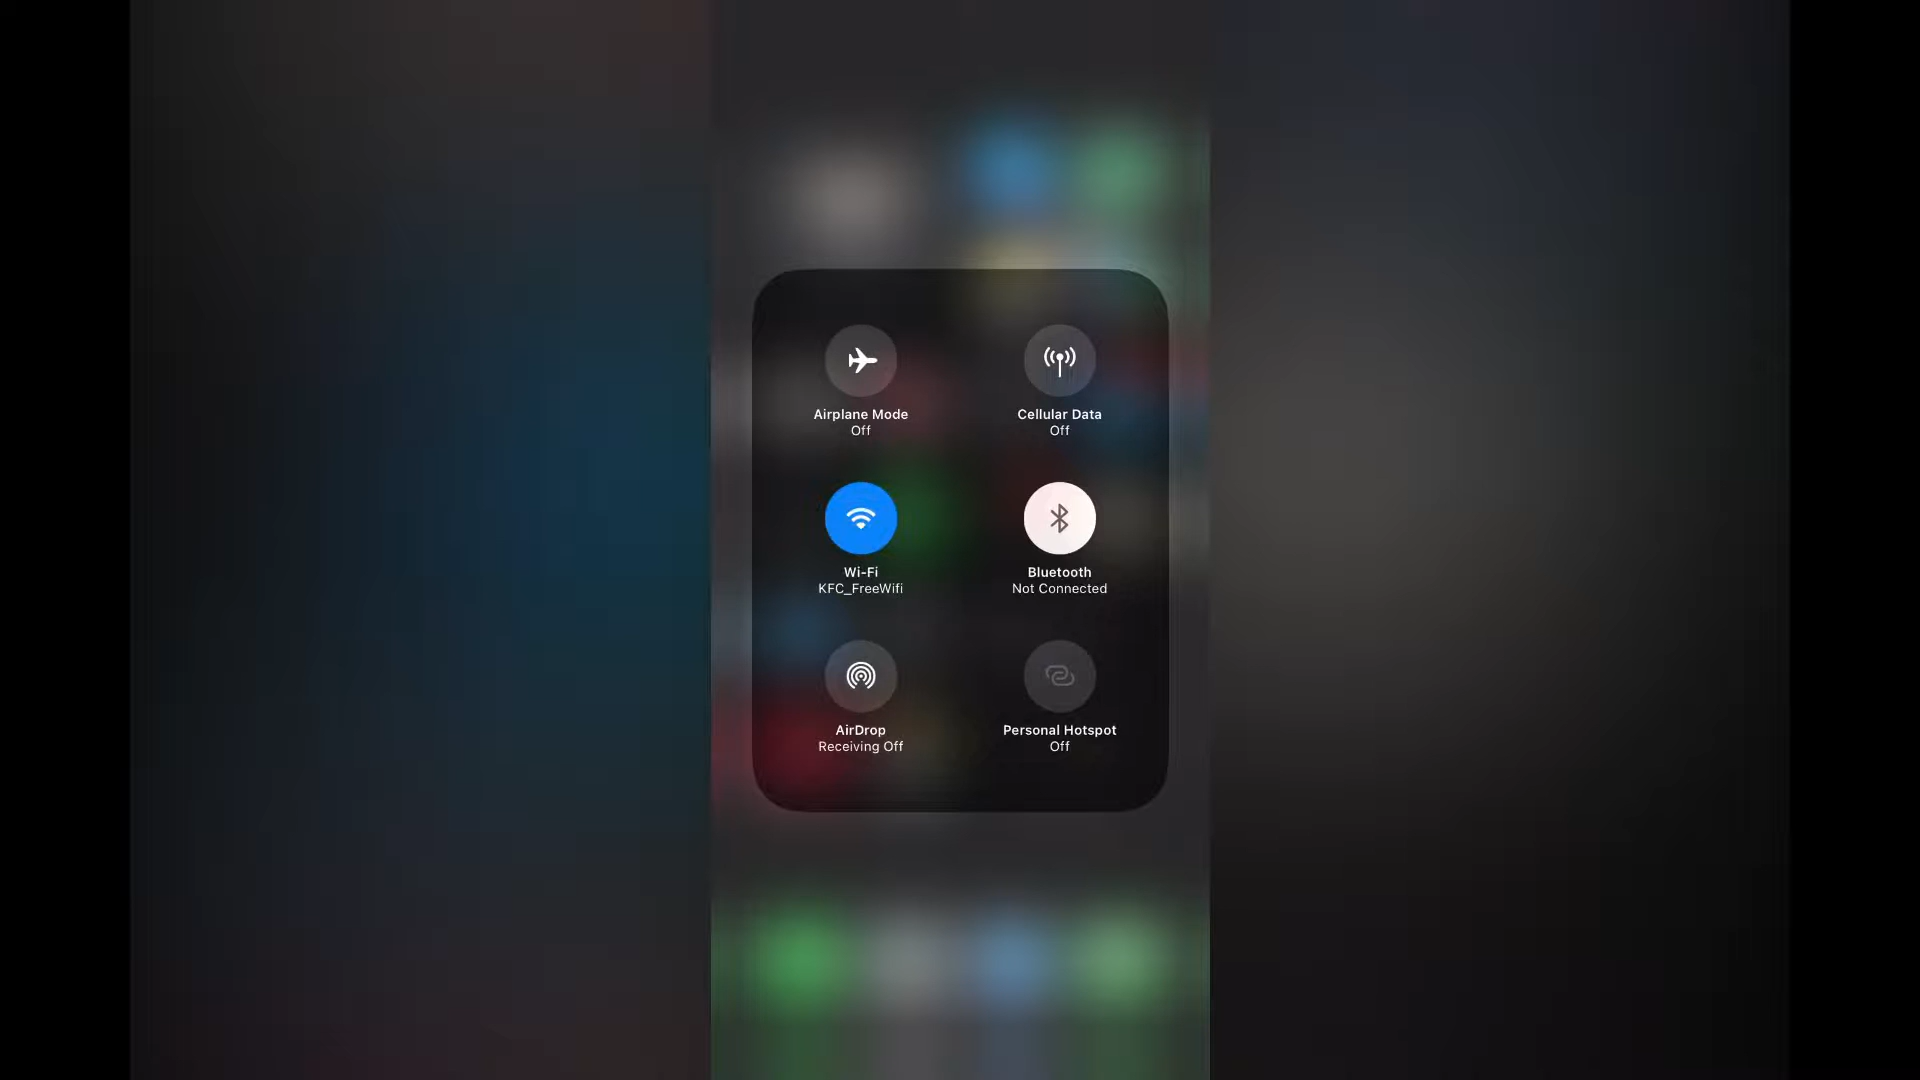 Airplane Mode
Off
Cellular Data
Off
Wi-Fi
KFC_FreeWifi
Bluetooth
Not Connected
AirDrop
Receiving Off
Personal Hotspot
Off